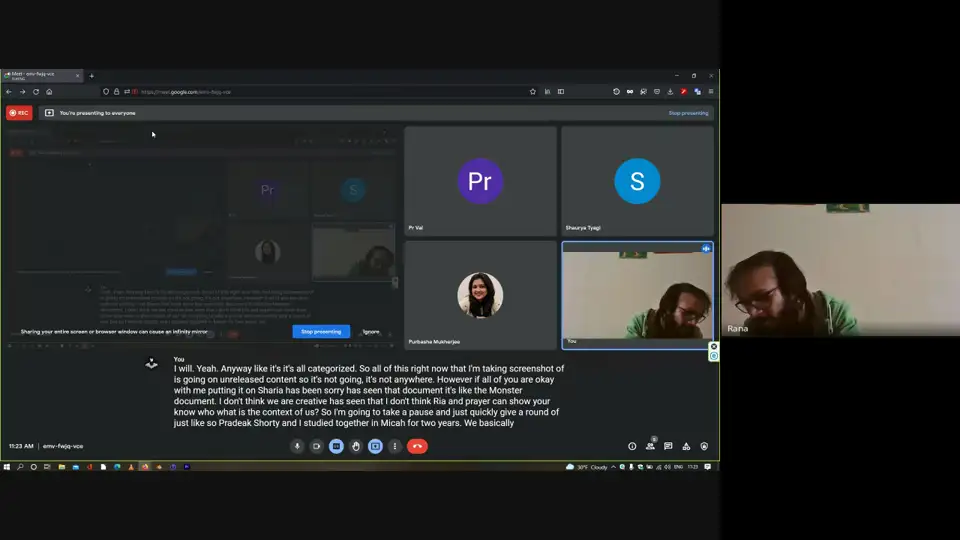 Meet - emv-fwjq-vce
https://meet.google.com/emv-fwjq-vce
REC
You're presenting to everyone
Stop presenting
Pr
S
Pr Val
Shaurya Tyagi
Purbasha Mukherjee
You
Sharing your entire screen or browser window can cause an infinity mirror
Stop presenting
Ignore
Rana
You
I will. Yeah. Anyway like it's it's all categorized. So all of this right now that I'm taking screenshot of
is going on unreleased content so it's not going, it's not anywhere. However if all of you are okay
with me putting it on Sharia has been sorry has seen that document it's like the Monster
document. I don't think we are creative has seen that I don't think Ria and prayer can show your
know who what is the context of us? So I'm going to take a pause and just quickly give a round of
just like so Pradeak Shorty and I studied together in Micah for two years. We basically
11:23 AM | emv-fwjq-vce
30°F Cloudy
ENG
11:23